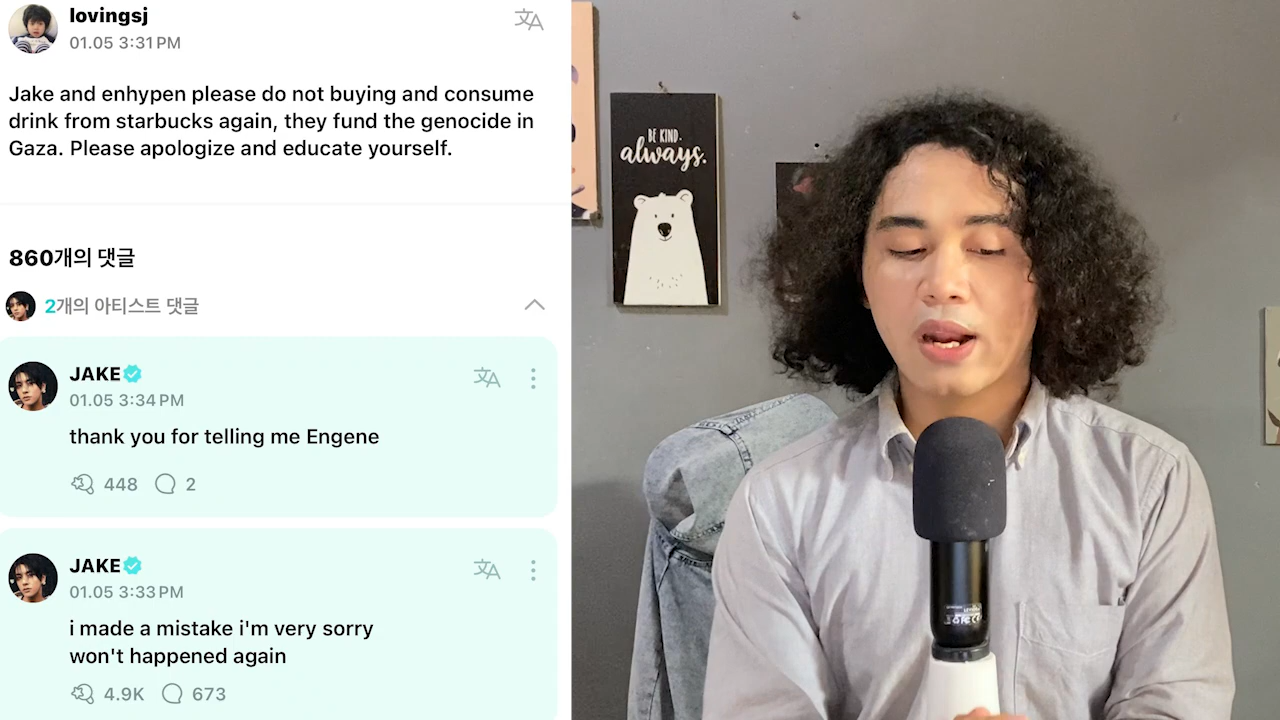 lovingsj
01.05 3:31 PM
Jake and enhypen please do not buying and consume
drink from starbucks again, they fund the genocide in
Gaza. Please apologize and educate yourself.
860개의 댓글
2개의 아티스트 댓글
JAKE
01.05 3:34 PM
thank you for telling me Engene
448 2
JAKE
01.05 3:33 PM
i made a mistake i'm very sorry
won't happened again
4.9K 673
BE KIND.
always.